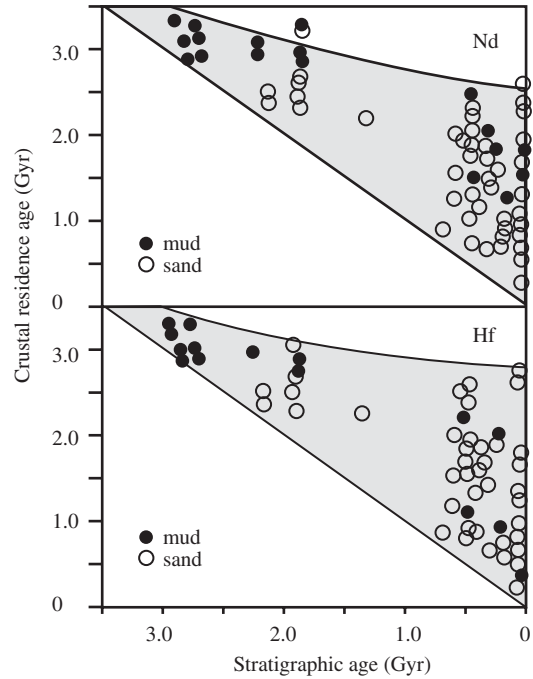 3.0
Nd
2.0
Crustal residence age (Gyr)
1.0
mud
sand
0
Hf
3.0
2.0
1.0
mud
sand
0
3.0 2.0 1.0 0
Stratigraphic age (Gyr)